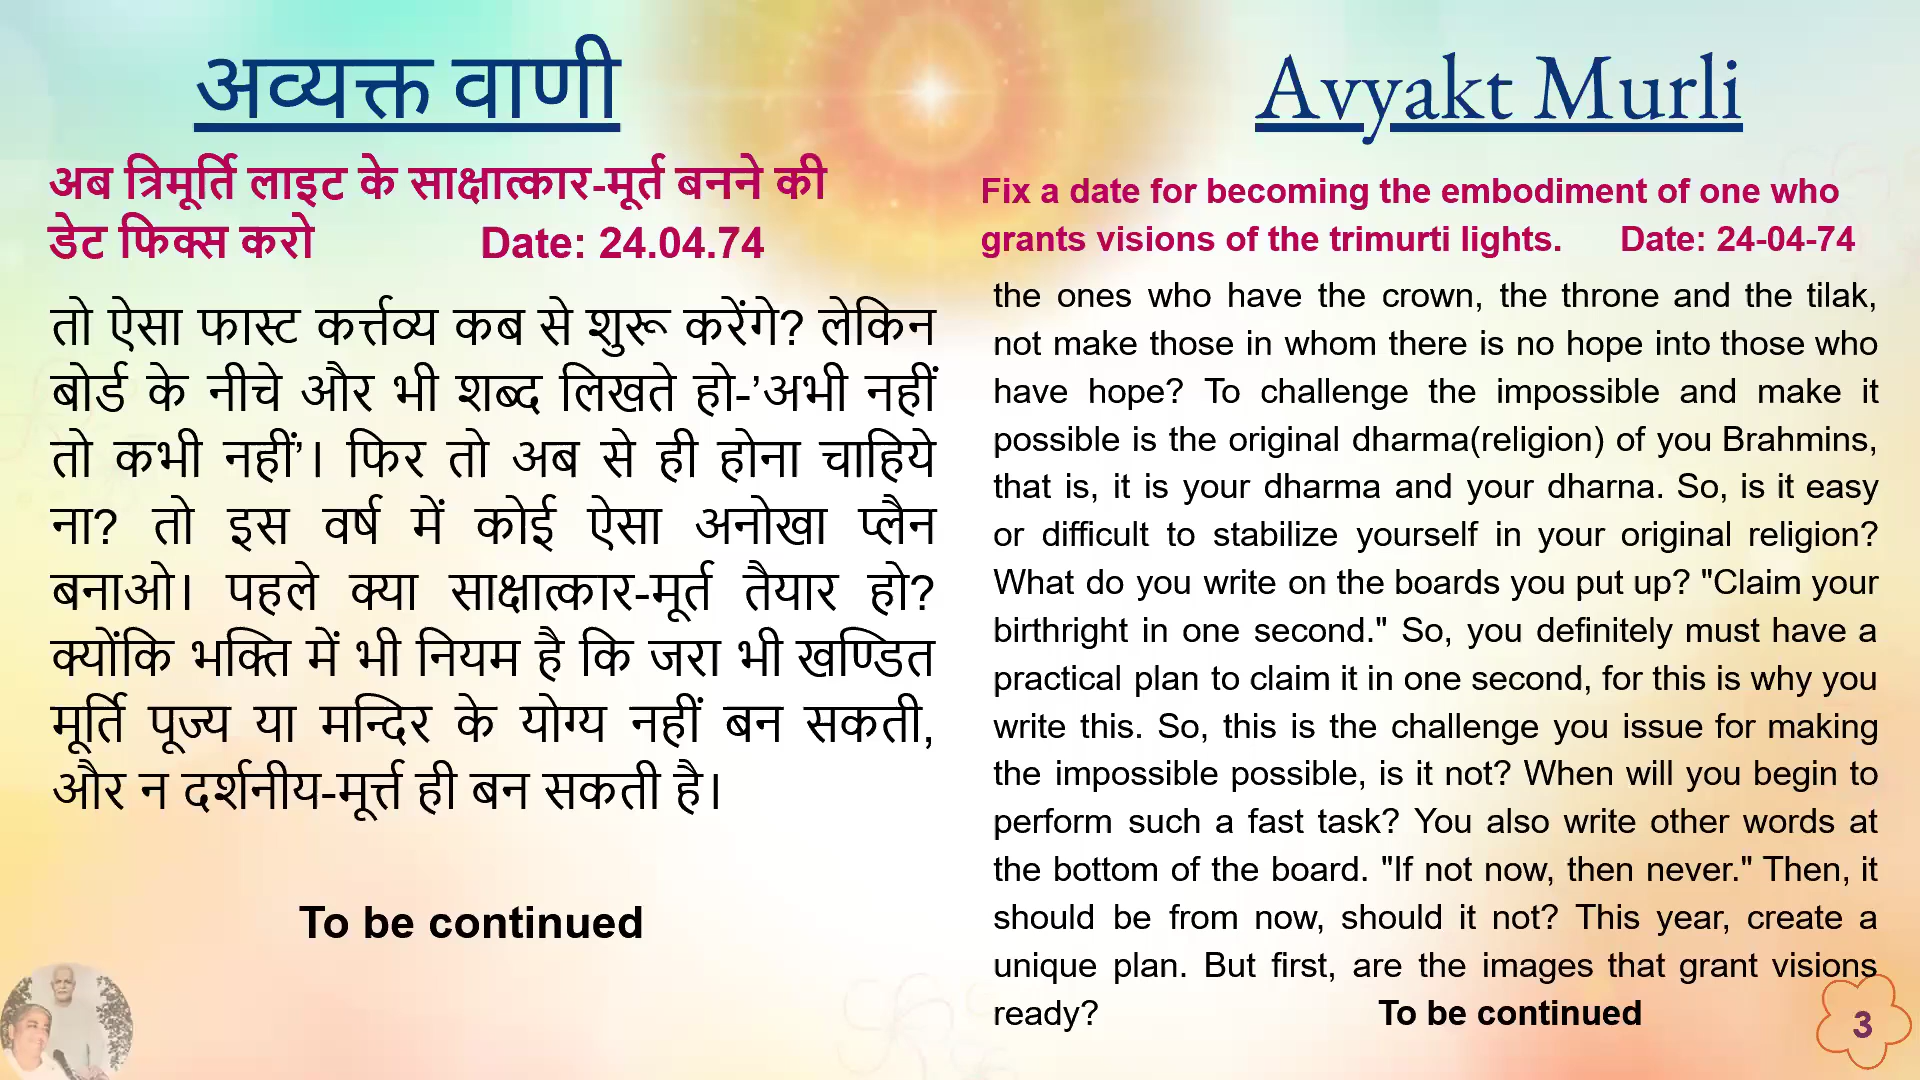 अव्यक्त वाणी
अब त्रिमूर्ति लाइट के साक्षात्कार-मूर्त बनने की
डेट फिक्स करो Date: 24.04.74
तो ऐसा फास्ट कर्त्तव्य कब से शुरू करेंगे? लेकिन
बोर्ड के नीचे और भी शब्द लिखते हो-’अभी नहीं
तो कभी नहीं’। फिर तो अब से ही होना चाहिये
ना? तो इस वर्ष में कोई ऐसा अनोखा प्लैन
बनाओ। पहले क्या साक्षात्कार-मूर्त तैयार हो?
क्योंकि भक्ति में भी नियम है कि जरा भी खण्डित
मूर्ति पूज्य या मन्दिर के योग्य नहीं बन सकती,
और न दर्शनीय-मूर्त्त ही बन सकती है।
To be continued
Avyakt Murli
Fix a date for becoming the embodiment of one who
grants visions of the trimurti lights. Date: 24-04-74
the ones who have the crown, the throne and the tilak,
not make those in whom there is no hope into those who
have hope? To challenge the impossible and make it
possible is the original dharma(religion) of you Brahmins,
that is, it is your dharma and your dharna. So, is it easy
or difficult to stabilize yourself in your original religion?
What do you write on the boards you put up? "Claim your
birthright in one second." So, you definitely must have a
practical plan to claim it in one second, for this is why you
write this. So, this is the challenge you issue for making
the impossible possible, is it not? When will you begin to
perform such a fast task? You also write other words at
the bottom of the board. "If not now, then never." Then, it
should be from now, should it not? This year, create a
unique plan. But first, are the images that grant visions
ready? To be continued
3